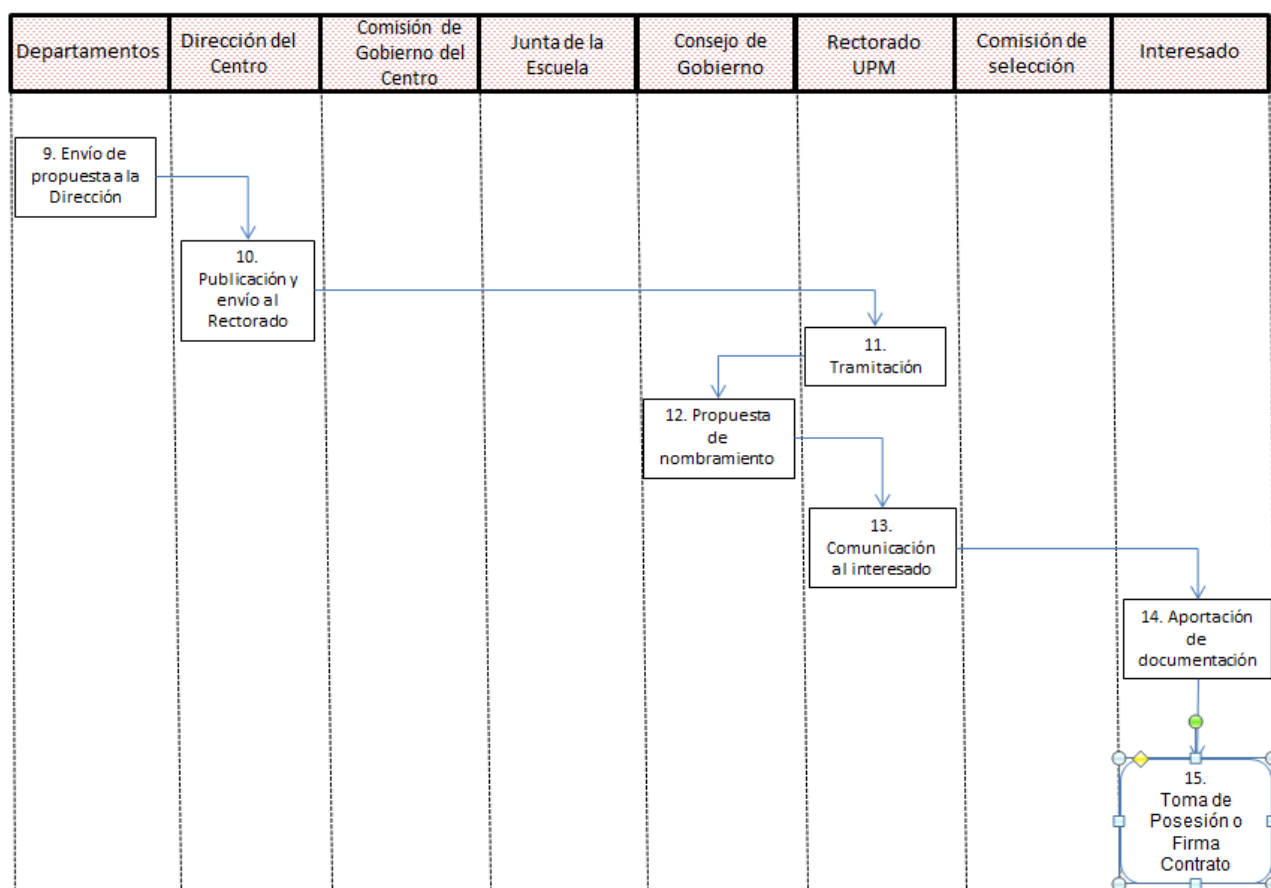 Departamentos
Dirección del
Centro
Comisión de
Gobierno del
Centro
Junta de la
Escuela
Consejo de
Gobierno
Rectorado
UPM
Comisión de
selección
Interesado
9. Envío de
propuesta a la
Dirección
10.
Publicación y
envío al
Rectorado
11.
Tramitación
12. Propuesta
de
nombramiento
13.
Comunicación
al interesado
14. Aportación
de
documentación
15.
Toma de
Posesión o
Firma
Contrato